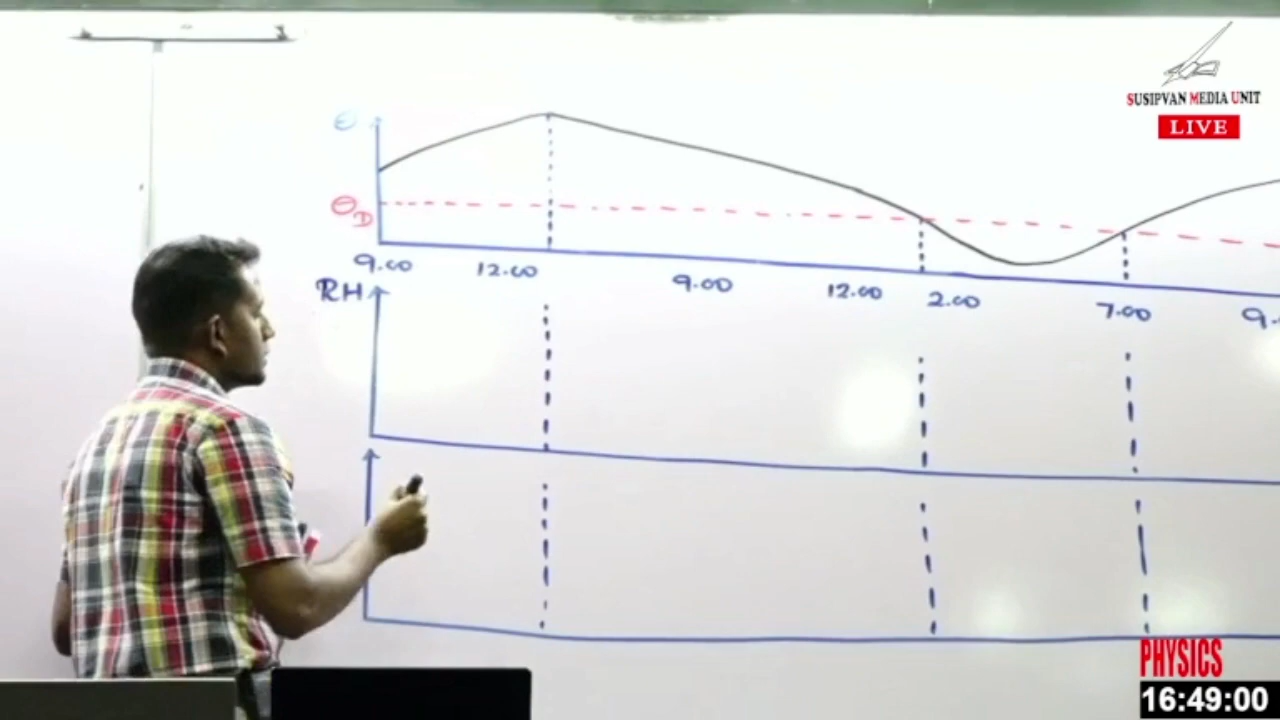 SUSIPVAN MEDIA UNIT
LIVE
θ
θD
9.00 12.00 9.00 12.00 2.00 7.00 9.
RH
PHYSICS
16:49:00